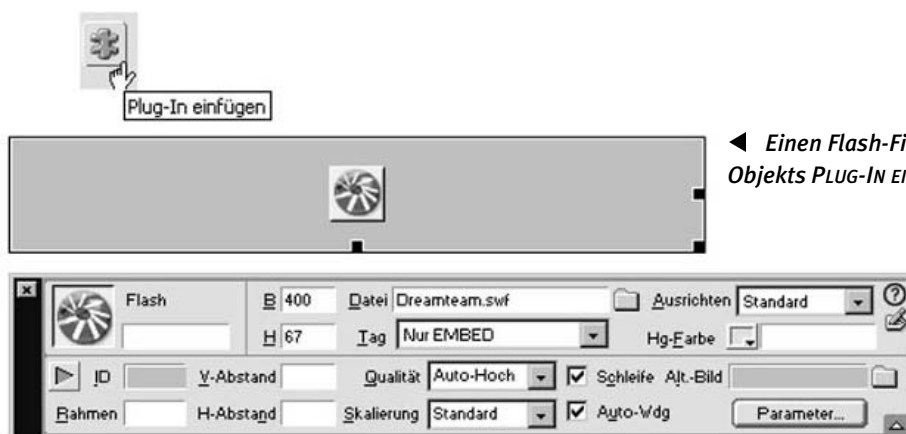 Plug-In einfügen
◀ Einen Flash-Fi
Objekts PLUG-IN EI
Flash B 400 Datei Dreamteam.swf Ausrichten Standard
H 67 Tag Nur EMBED Hg-Farbe
ID V-Abstand Qualität Auto-Hoch Schleife Alt.-Bild
Rahmen H-Abstand Skalierung Standard Auto-Wdg Parameter...